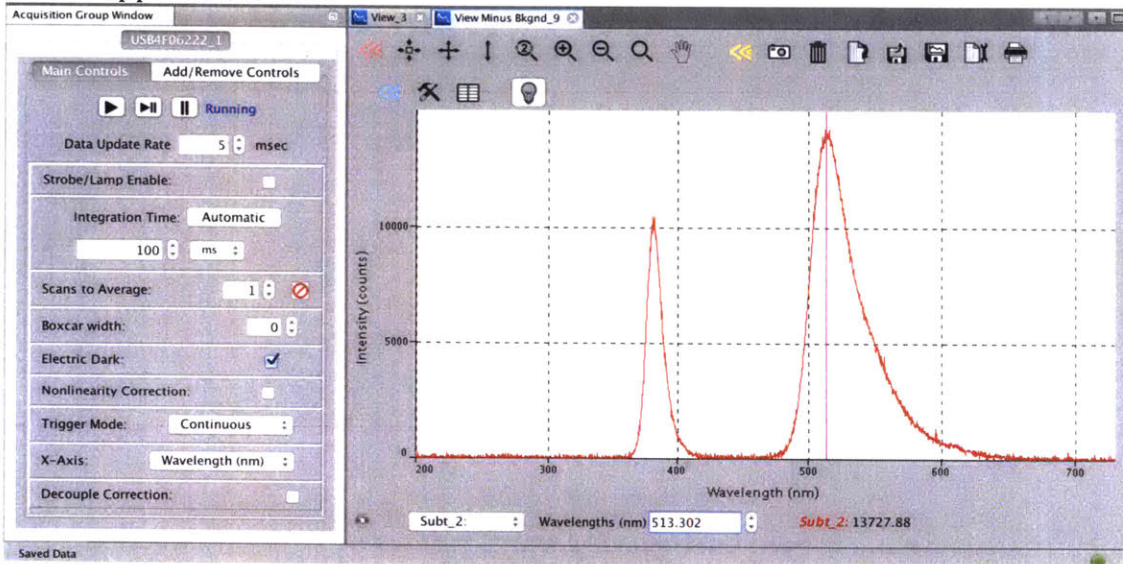 Acquisition Group Window
USB4F06222_1
Main Controls
Add/Remove Controls
Running
Data Update Rate 5 msec
Strobe/Lamp Enable:
Integration Time: Automatic
100 ms
Scans to Average: 1
Boxcar width: 0
Electric Dark:
Nonlinearity Correction:
Trigger Mode: Continuous
X-Axis: Wavelength (nm)
Decouple Correction:
Saved Data
View_3
View Minus Bkgnd_9
2
Intensity (counts)
10000
5000
0
200 300 400 500 600 700
Wavelength (nm)
Subt_2: Wavelengths (nm) 513.302 Subt_2: 13727.88